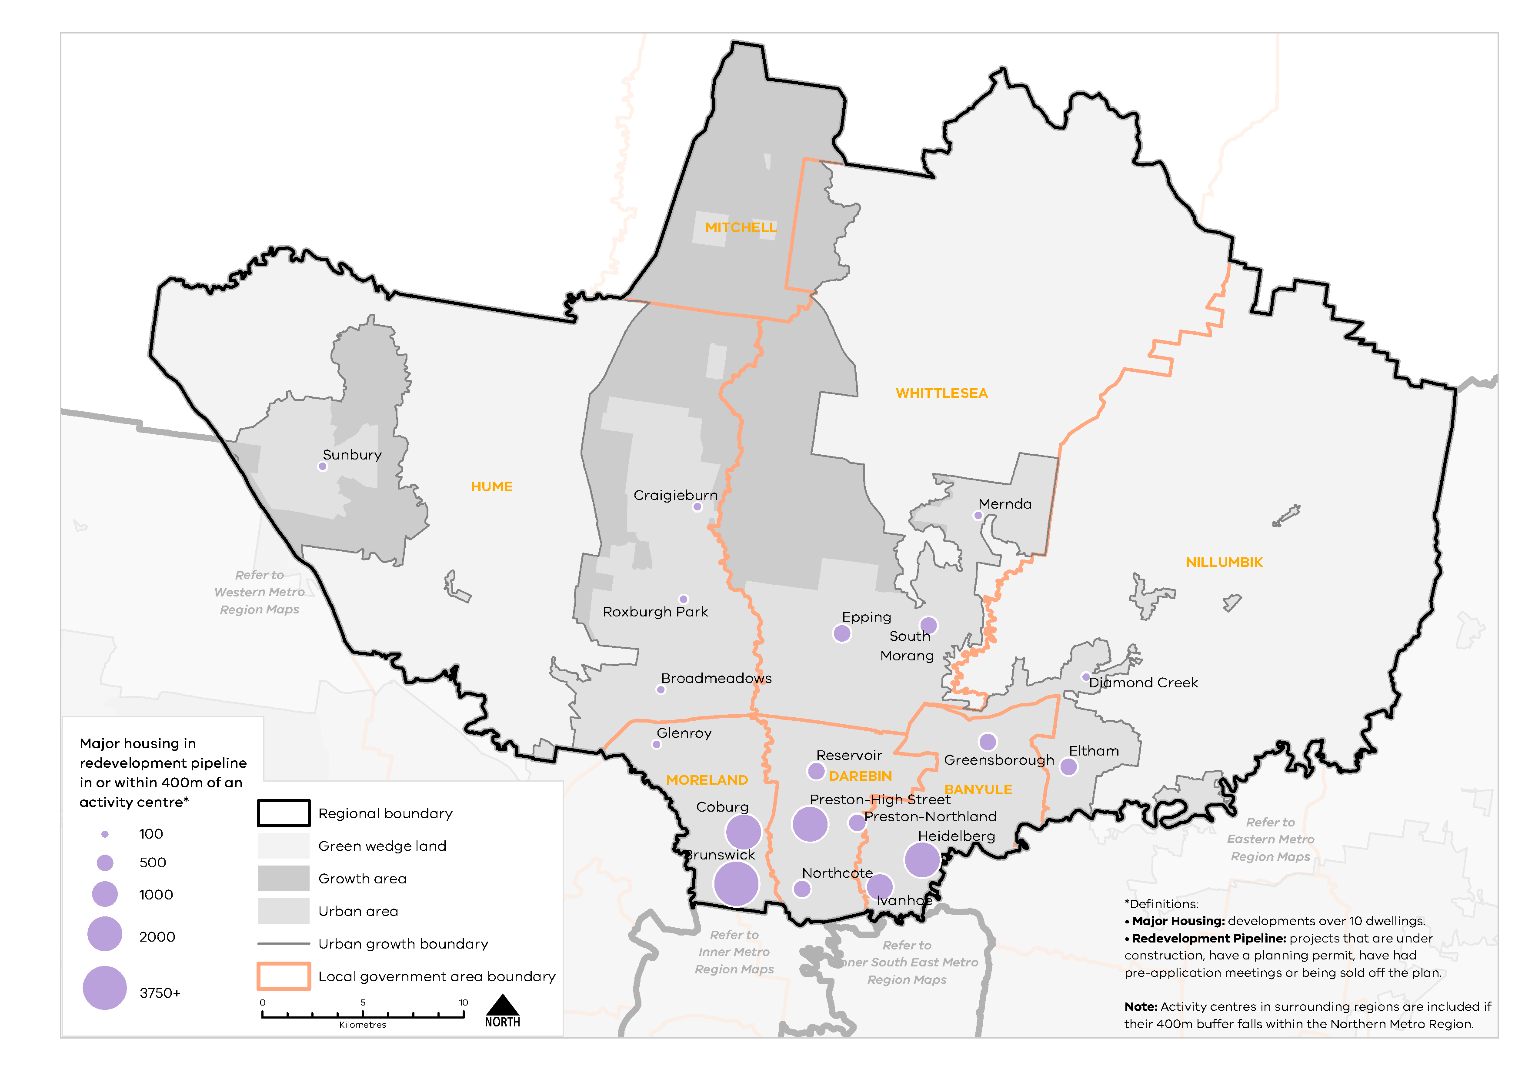 MITCHELL
WHITTLESEA
Sunbury
HUME
Craigieburn
Mernda
NILLUMBIK
Refer to
Western Metro
Region Maps
Roxburgh Park
Epping
South
Morang
Broadmeadows
Diamond Creek
Glenroy
Reservoir
Greensborough
Eltham
MORELAND
DAREBIN
BANYULE
Coburg
Preston-High Street
Preston-Northland
Heidelberg
Brunswick
Northcote
Ivanhoe
Refer to
Eastern Metro
Region Maps
Refer to
Inner Metro
Region Maps
Refer to
nner South East Metro
Region Maps
Major housing in
redevelopment pipeline
in or within 400m of an
activity centre*
100
500
1000
2000
3750+
Regional boundary
Green wedge land
Growth area
Urban area
Urban growth boundary
Local government area boundary
0 5 10
Kilometres
NORTH
*Definitions:
• Major Housing: developments over 10 dwellings.
• Redevelopment Pipeline: projects that are under
construction, have a planning permit, have had
pre-application meetings or being sold off the plan.
Note: Activity centres in surrounding regions are included if
their 400m buffer falls within the Northern Metro Region.